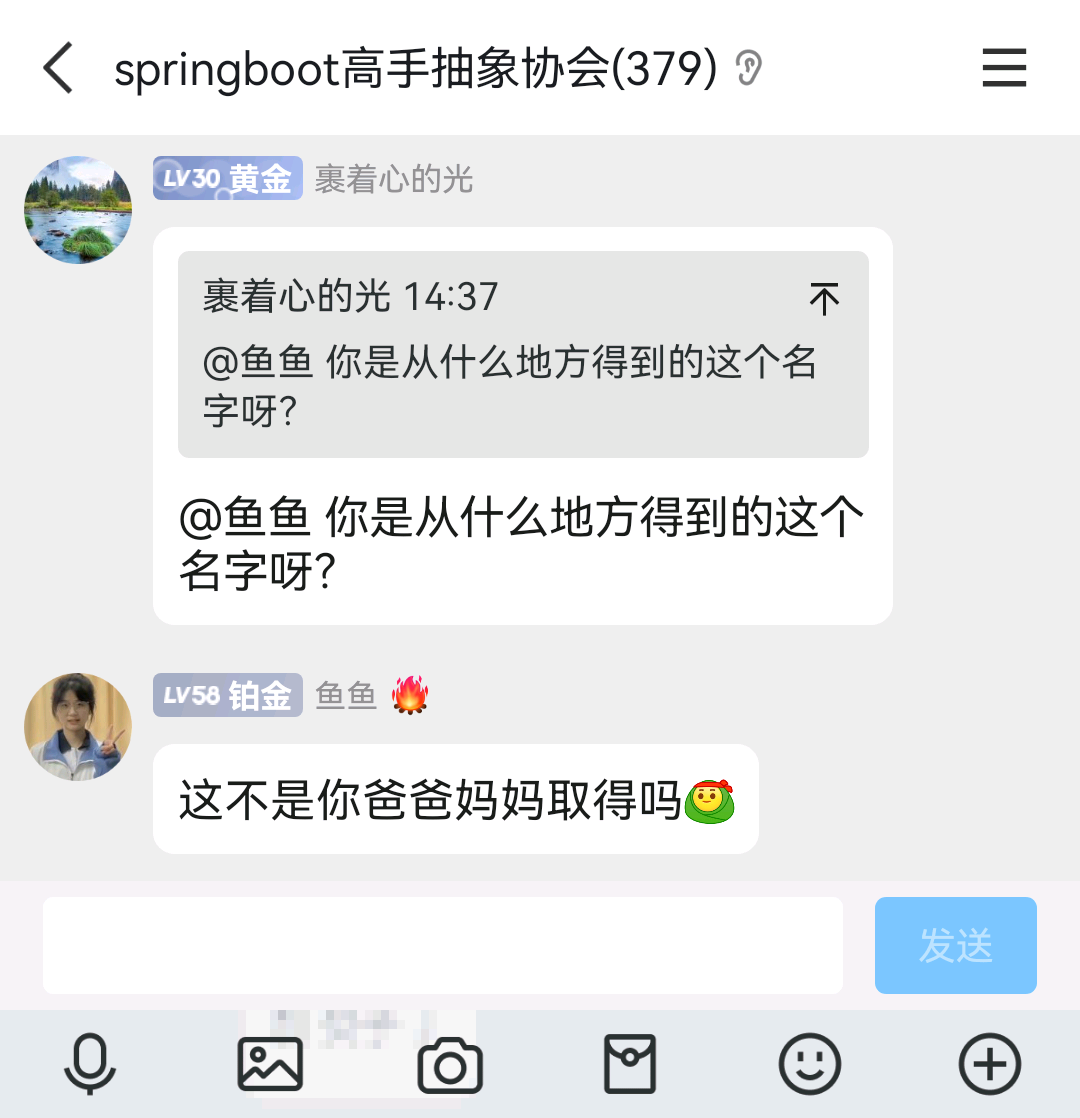 springboot高手抽象协会(379)
LV30 黄金 裹着心的光
裹着心的光 14:37
@鱼鱼 你是从什么地方得到的这个名
字呀？
@鱼鱼 你是从什么地方得到的这个
名字呀？
LV58 铂金 鱼鱼
这不是你爸爸妈妈取得吗
发送